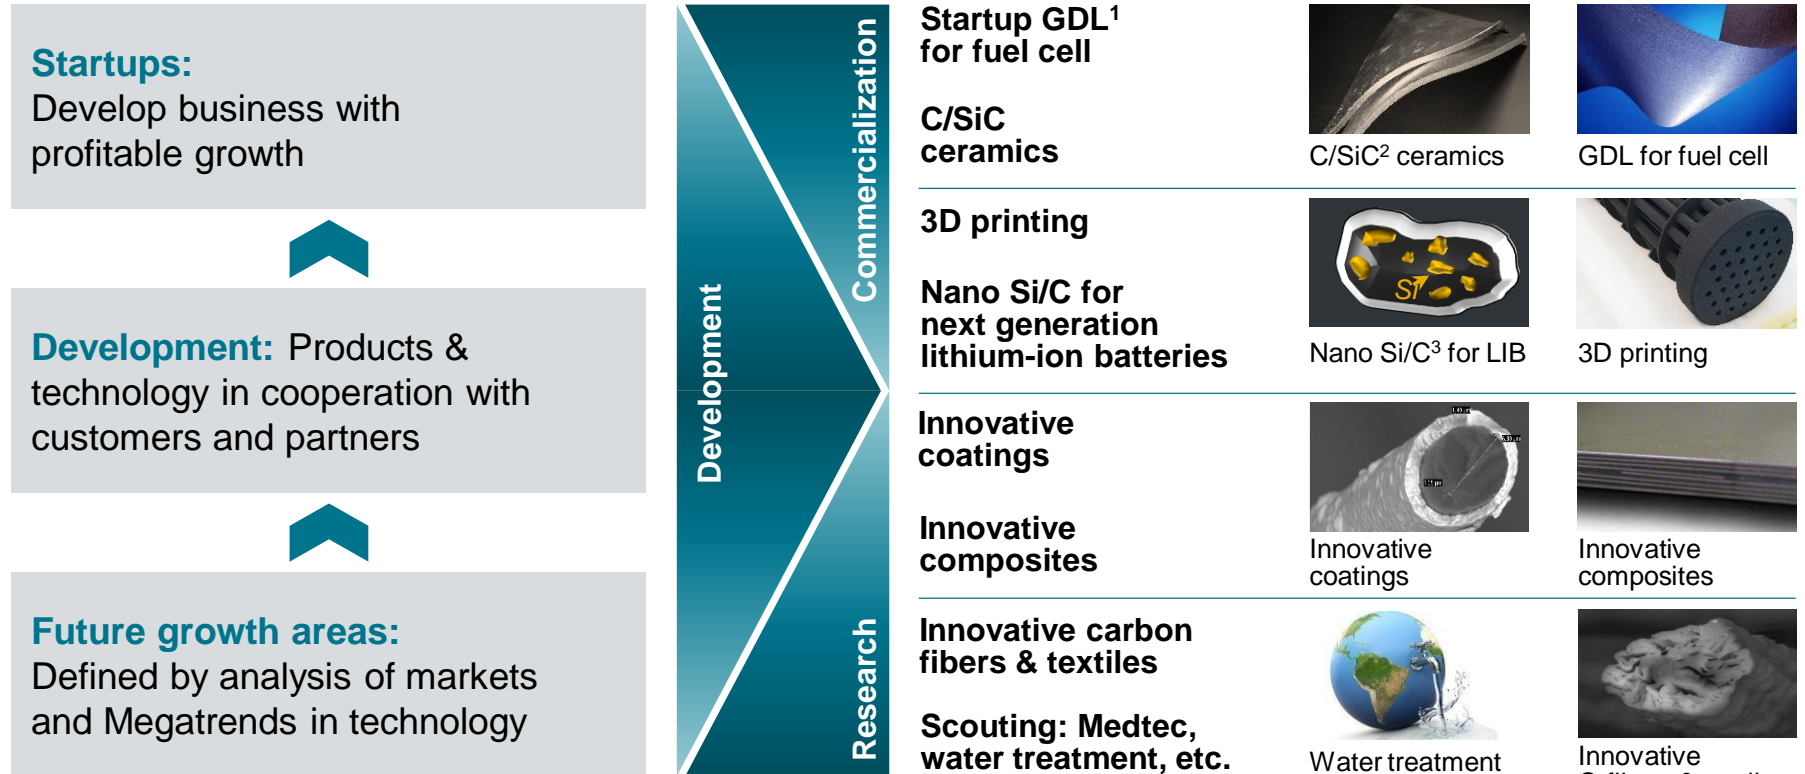 Startups:
Develop business with
profitable growth
Development: Products &
technology in cooperation with
customers and partners
Future growth areas:
Defined by analysis of markets
and Megatrends in technology
Development
Commercialization
Research
Startup GDL¹
for fuel cell
C/SiC
ceramics
C/SiC² ceramics
GDL for fuel cell
3D printing
Nano Si/C for
next generation
lithium-ion batteries
Si
Nano Si/C³ for LIB
3D printing
Innovative
coatings
Innovative
composites
Innovative
coatings
Innovative
composites
Innovative carbon
fibers & textiles
Scouting: Medtec,
water treatment, etc.
Water treatment
Innovative